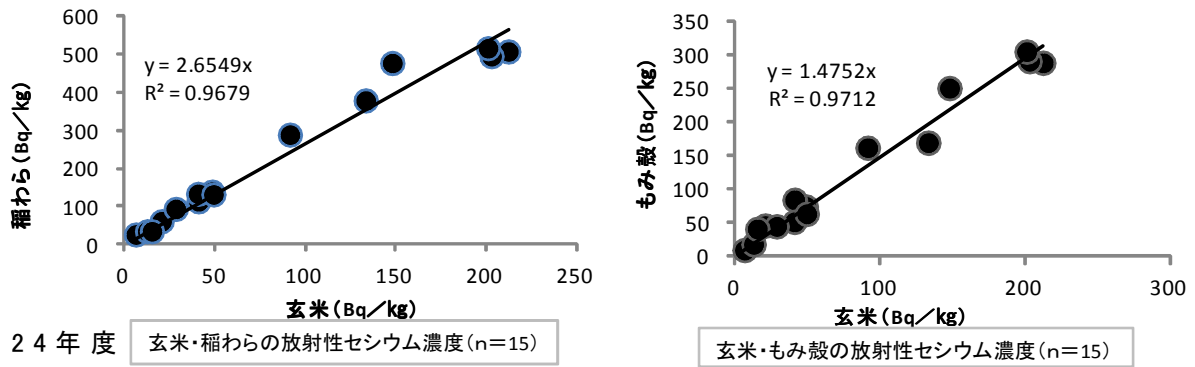 600
500
400
300
200
100
0
稲わら(Bq／kg)
y = 2.6549x
R² = 0.9679
0 50 100 150 200 250
玄米(Bq／kg)
24年度
玄米・稲わらの放射性セシウム濃度(n＝15)
350
300
250
200
150
100
50
0
もみ殻(Bq／kg)
y = 1.4752x
R² = 0.9712
0 100 200 300
玄米(Bq／kg)
玄米・もみ殻の放射性セシウム濃度(n＝15)